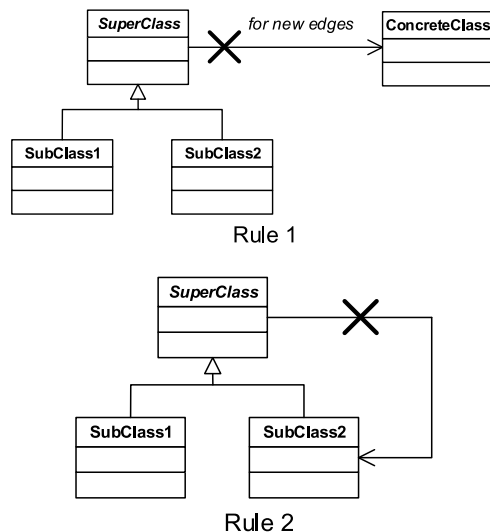 SuperClass
for new edges
ConcreteClass
SubClass1
SubClass2
Rule 1
SuperClass
SubClass1
SubClass2
Rule 2